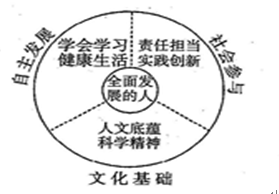 自主发展
社会参与
学会学习
健康生活
责任担当
实践创新
全面发
展的人
人文底蕴
科学精神
文化基础